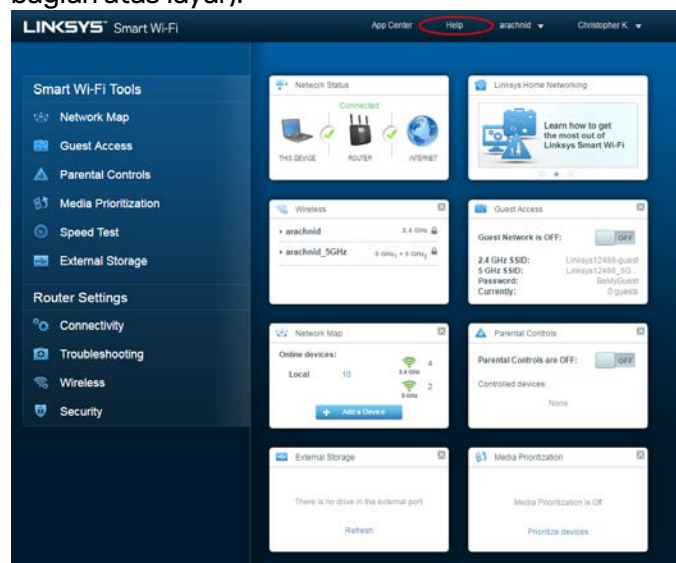 bagian atas layar).
LINKSYS Smart Wi-Fi
App Center
Help
arachnid
Christopher K.
Smart Wi-Fi Tools
Network Map
Guest Access
Parental Controls
Media Prioritization
Speed Test
External Storage
Router Settings
Connectivity
Troubleshooting
Wireless
Security
Network Status
Connected
THIS DEVICE
ROUTER
INTERNET
Linksys Home Networking
Learn how to get
the most out of
Linksys Smart Wi-Fi
Wireless
arachnid 2.4 GHz
arachnid_5GHz 5 GHz1 + 5 GHz2
Guest Access
Guest Network is OFF: OFF
2.4 GHz SSID: Linksys12488-guest
5 GHz SSID: Linksys12488_5G...
Password: BeMyGuest
Currently: 0 guests
Network Map
Online devices:
Local 10
4
2.4 GHz
2
5 GHz
+ Add a Device
Parental Controls
Parental Controls are OFF: OFF
Controlled devices:
None
External Storage
There is no drive in the external port.
Refresh
Media Prioritization
Media Prioritization is Off
Prioritize devices